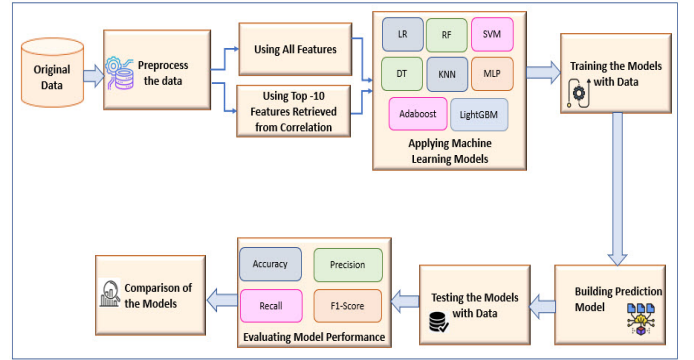 Original
Data
Preprocess
the data
Using All Features
Using Top -10
Features Retrieved
from Correlation
LR
RF
SVM
DT
KNN
MLP
Adaboost
LightGBM
Applying Machine
Learning Models
Training the Models
with Data
Building Prediction
Model
Testing the Models
with Data
Accuracy
Precision
Recall
F1-Score
Evaluating Model Performance
Comparison of
the Models